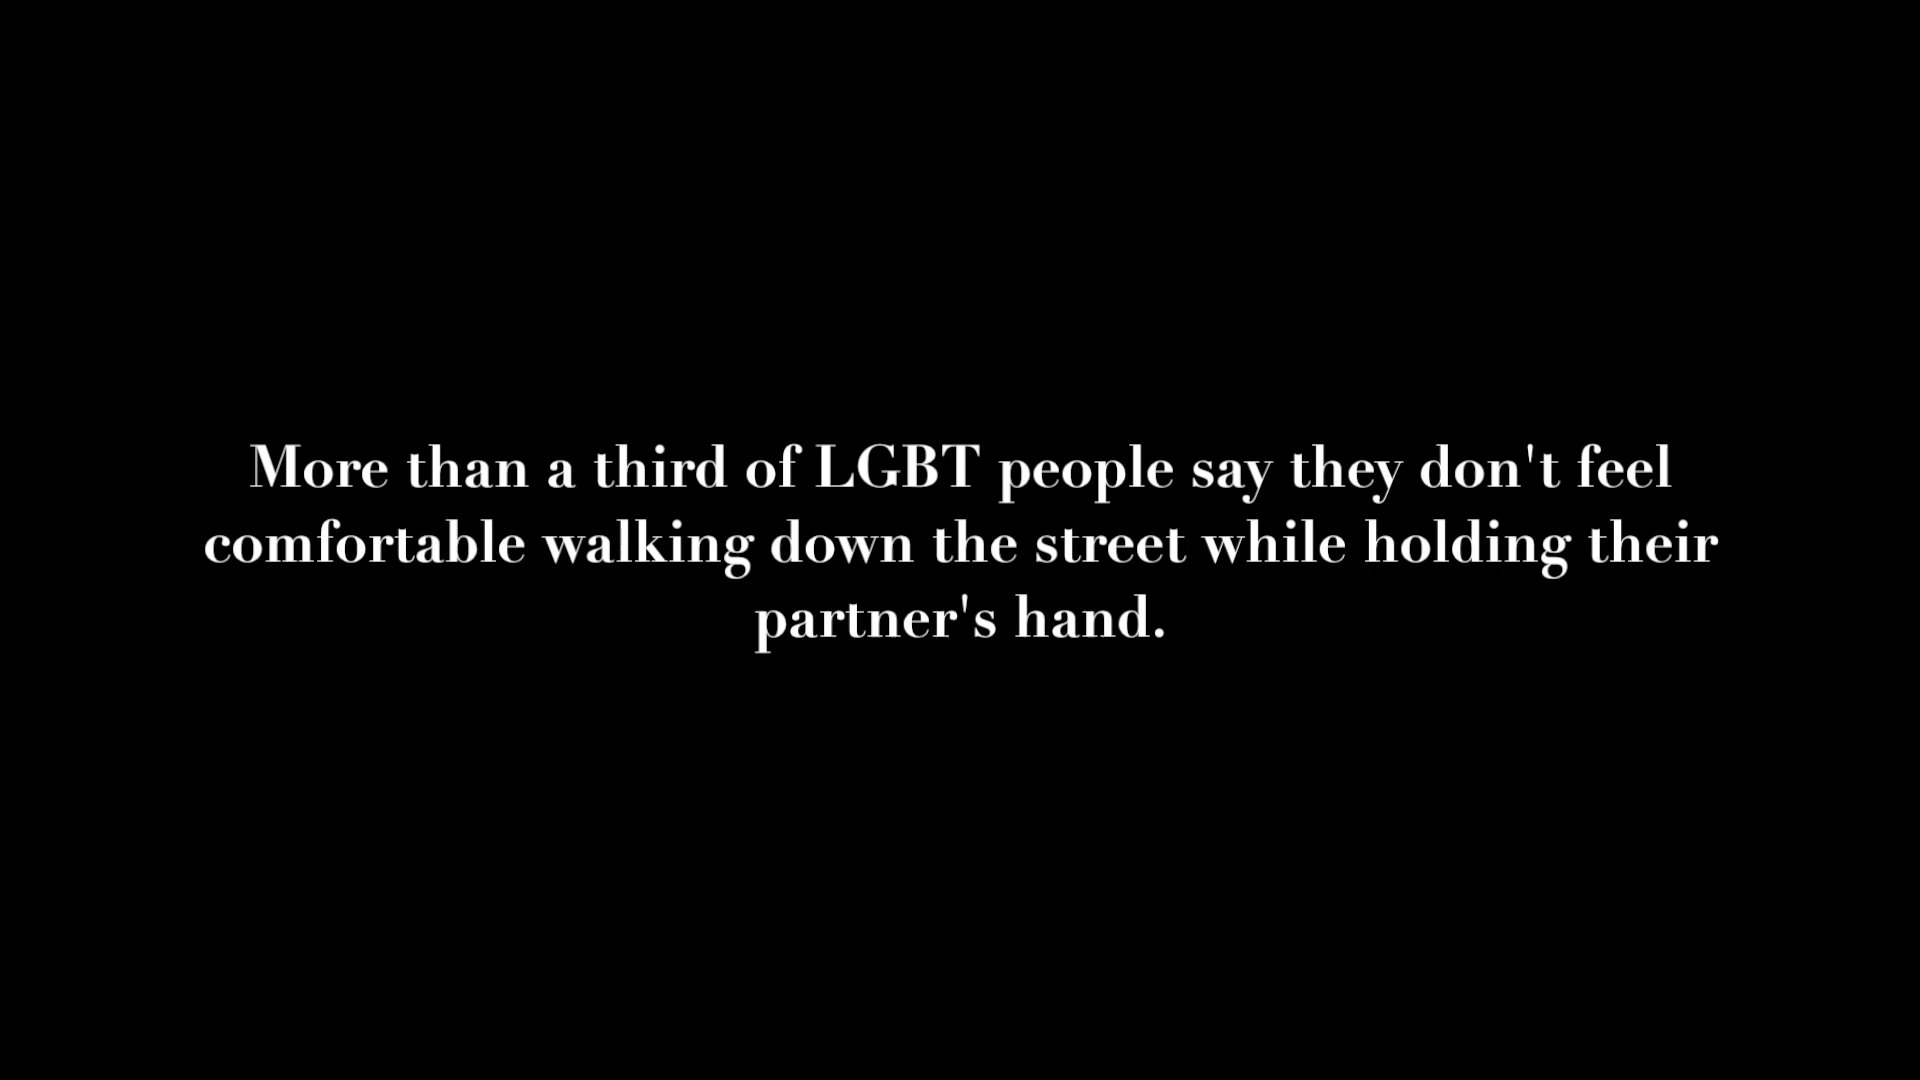 More than a third of LGBT people say they don't feel
comfortable walking down the street while holding their
partner's hand.